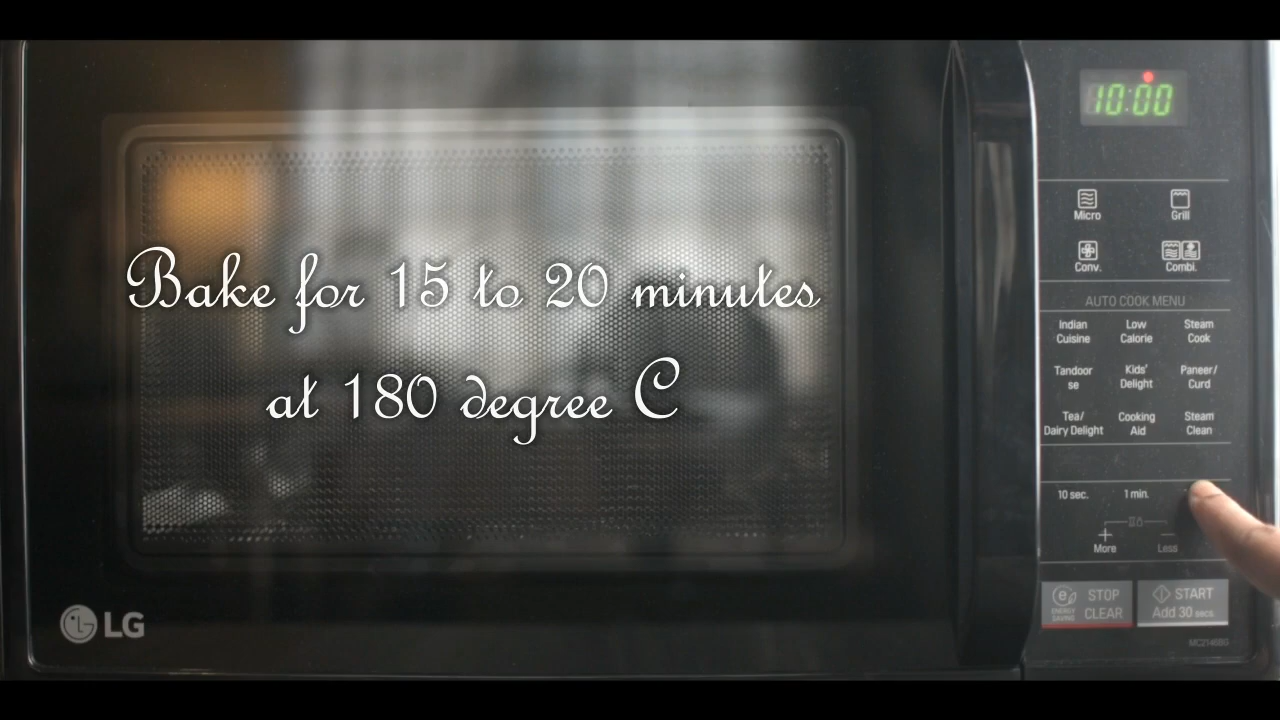 Bake for 15 to 20 minutes
at 180 degree C
10:00
Micro
Grill
Conv.
Combi.
AUTO COOK MENU
Indian
Cuisine
Low
Calorie
Steam
Cook
Tandoor
se
Kids'
Delight
Paneer/
Curd
Tea/
Dairy Delight
Cooking
Aid
Steam
Clean
10 sec.
1 min.
+
More
−
Less
e
ENERGY
SAVING
STOP
CLEAR
START
Add 30 secs.
LG